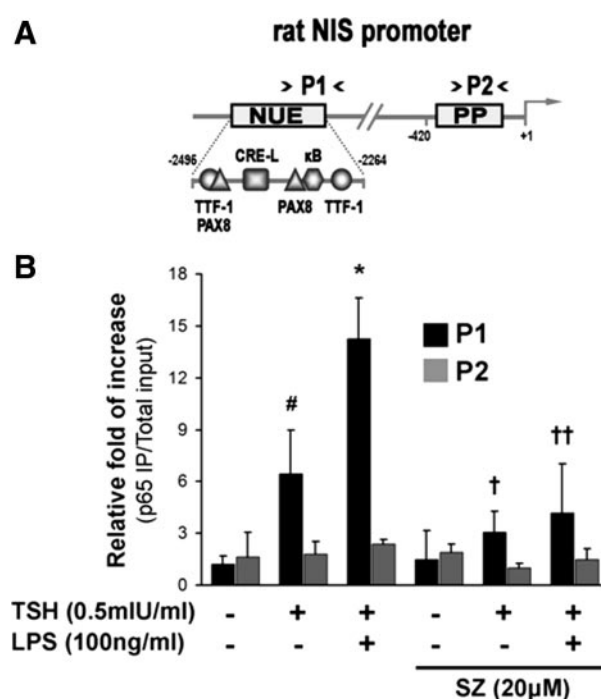 A
rat NIS promoter
> P1 < > P2 <
NUE PP
-420 +1
-2496 CRE-L κB -2264
TTF-1 PAX8 TTF-1
PAX8
B
Relative fold of increase
(p65 IP/Total input)
18
15
12
9
6
3
0
# * † ††
P1
P2
TSH (0.5mIU/ml) - + + - + +
LPS (100ng/ml) - - + - - +
SZ (20µM)